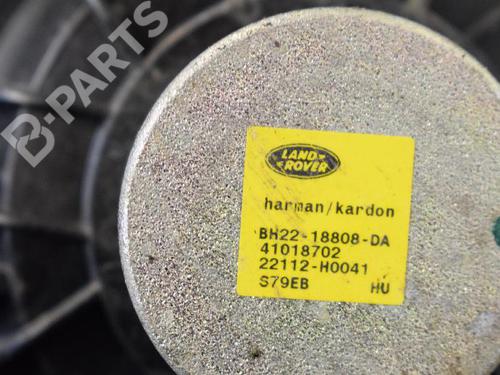 B-PARTS
LAND
ROVER
harman/kardon
BH22-18808-DA
41018702
22112-H0041
S79EB HU